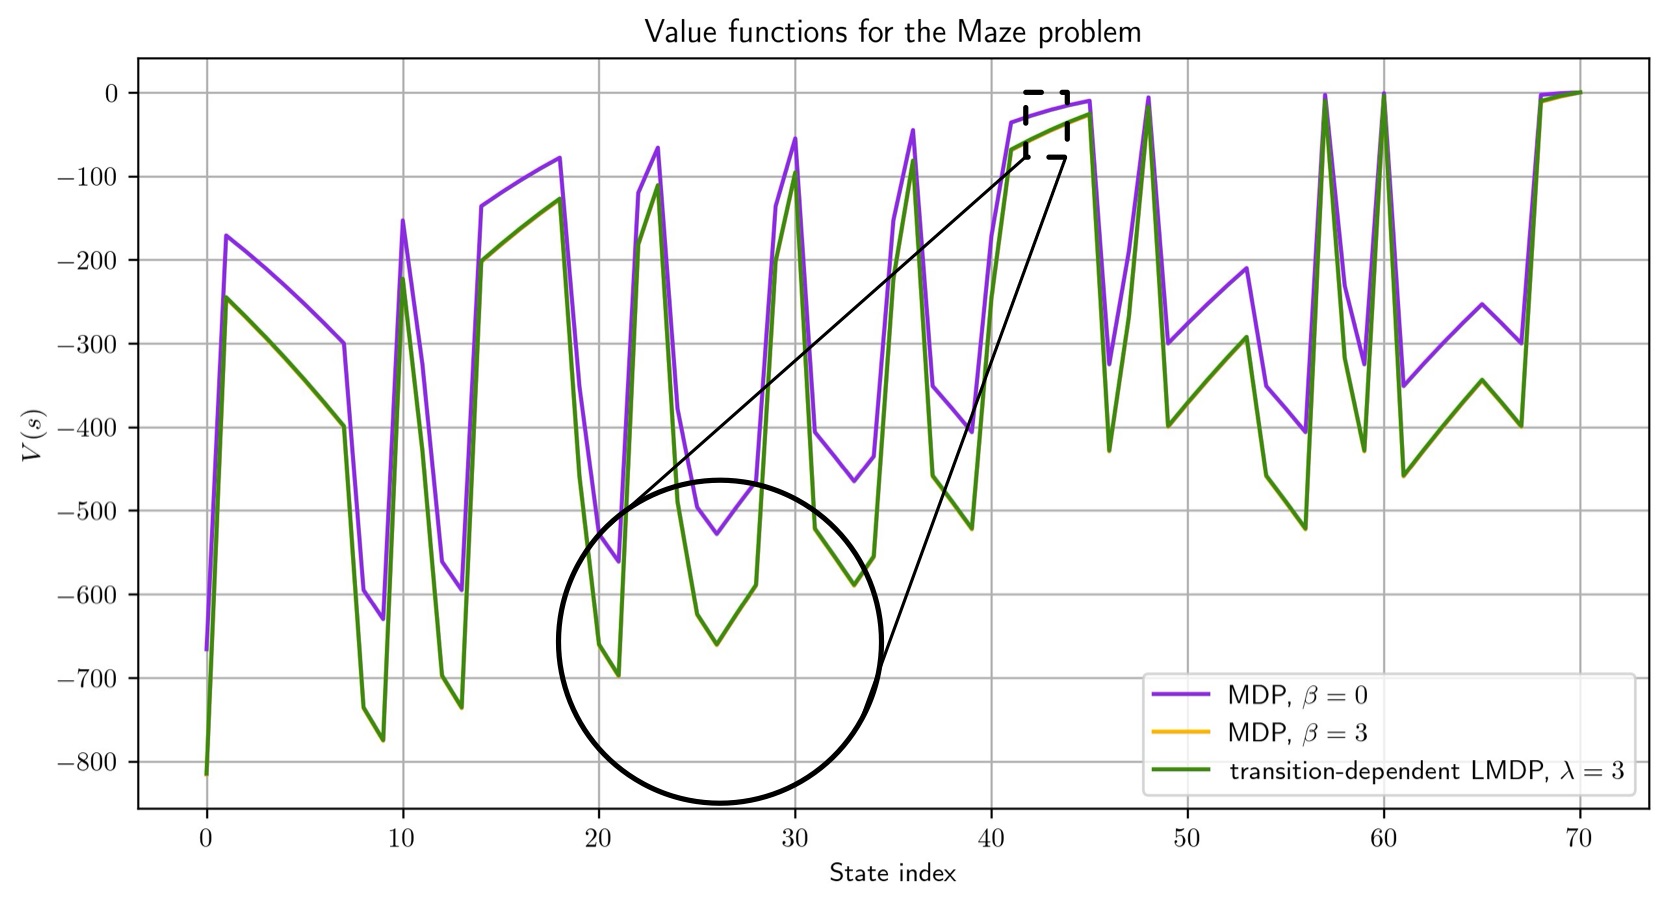 Value functions for the Maze problem
0
−100
−200
−300
−400
−500
−600
−700
−800
V(s)
MDP, β = 0
MDP, β = 3
transition-dependent LMDP, λ = 3
0 10 20 30 40 50 60 70
State index